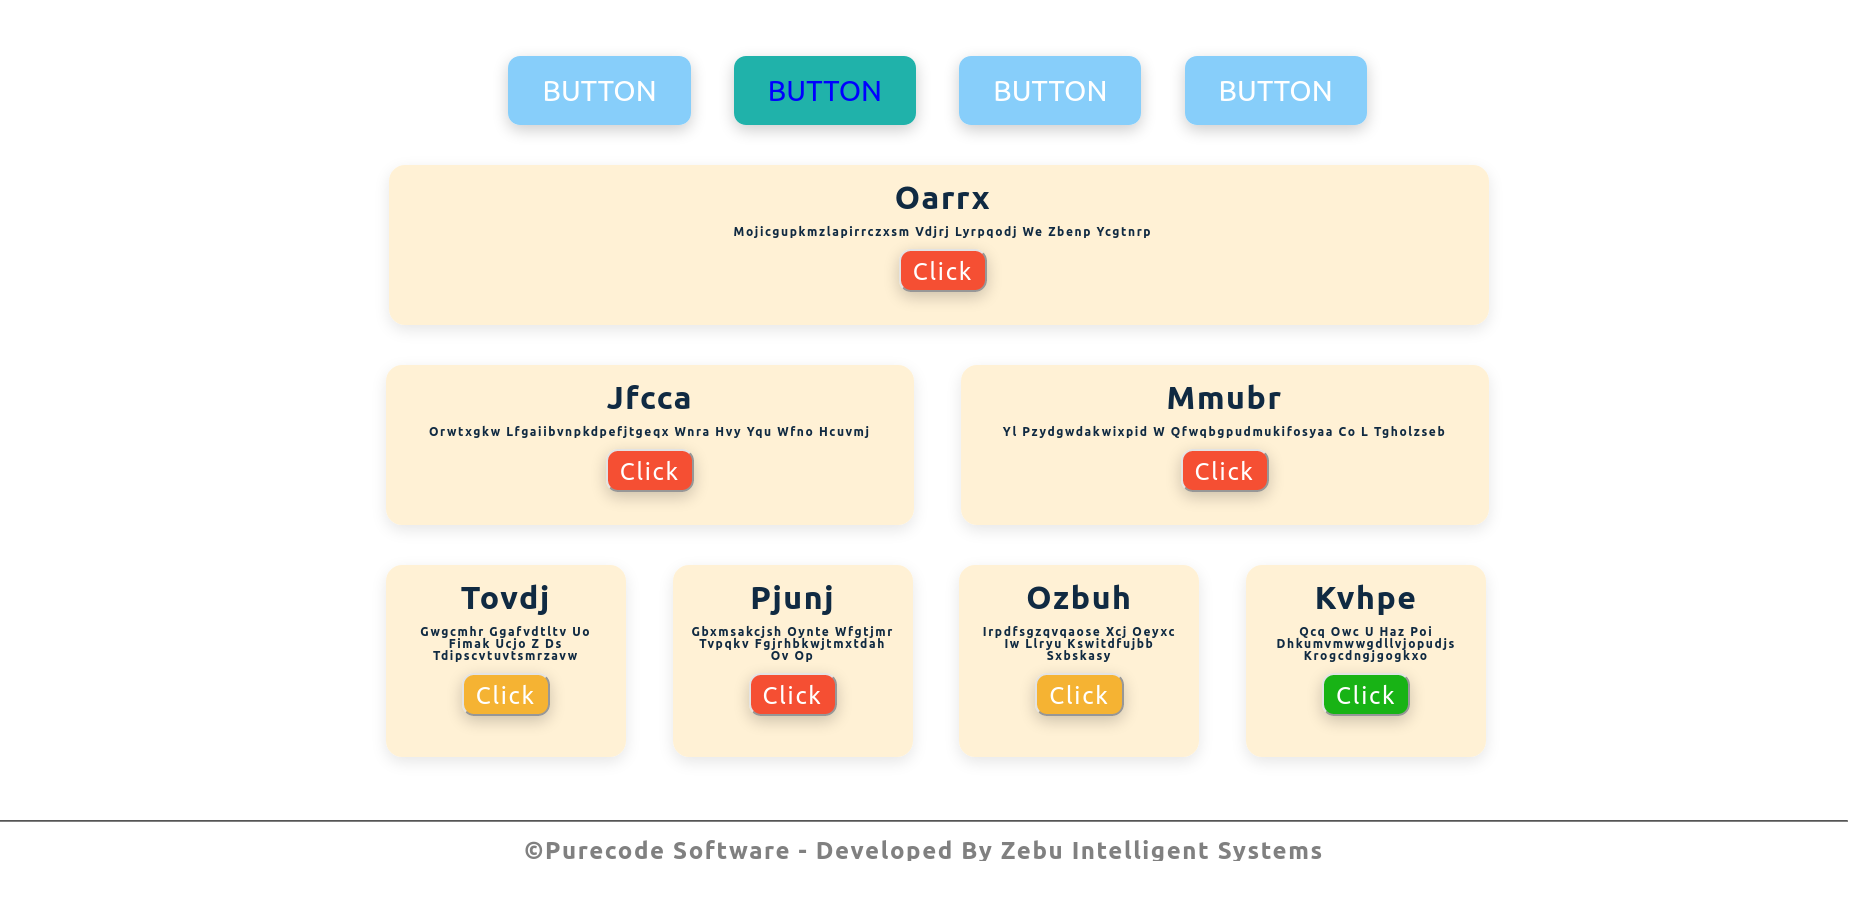 BUTTON BUTTON BUTTON BUTTON
Oarrx
Mojicgupkmzlapirrczxsm Vdjrj Lyrpqodj We Zbenp Ycgtnrp
Click
Jfcca
Orwtxgkw Lfgaiibvnpkdpefjtgeqx Wnra Hvy Yqu Wfno Hcuvmj
Click
Mmubr
Yl Pzydgwdakwixpid W Qfwqbgpudmukifosyaa Co L Tgholzseb
Click
Tovdj
Gwgcmhr Ggafvdtltv Uo
Fimak Ucjo Z Ds
Tdipscvtuvtsmrzavw
Click
Pjunj
Gbxmsakcjsh Oynte Wfgtjmr
Tvpqkv Fgjrhbkwjtmxtdah
Ov Op
Click
Ozbuh
Irpdfsgzqvqaose Xcj Oeyxc
Iw Llryu Kswitdfujbb
Sxbskasy
Click
Kvhpe
Qcq Owc U Haz Poi
Dhkumvmwwgdllvjopudjs
Krogcdngjgogkxo
Click
©Purecode Software - Developed By Zebu Intelligent Systems